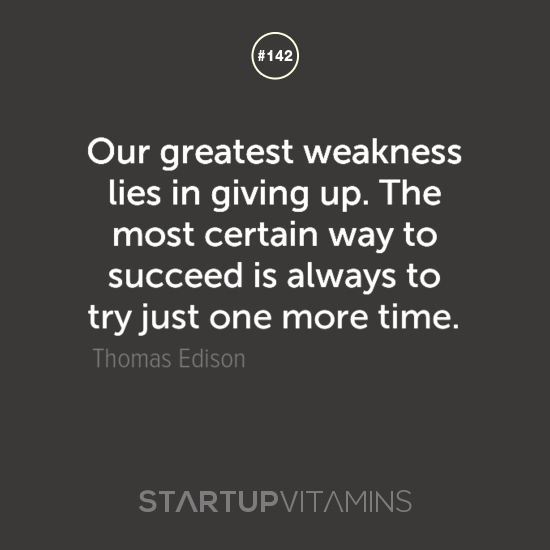 #142
Our greatest weakness
lies in giving up. The
most certain way to
succeed is always to
try just one more time.
Thomas Edison
STARTUPVITAMINS